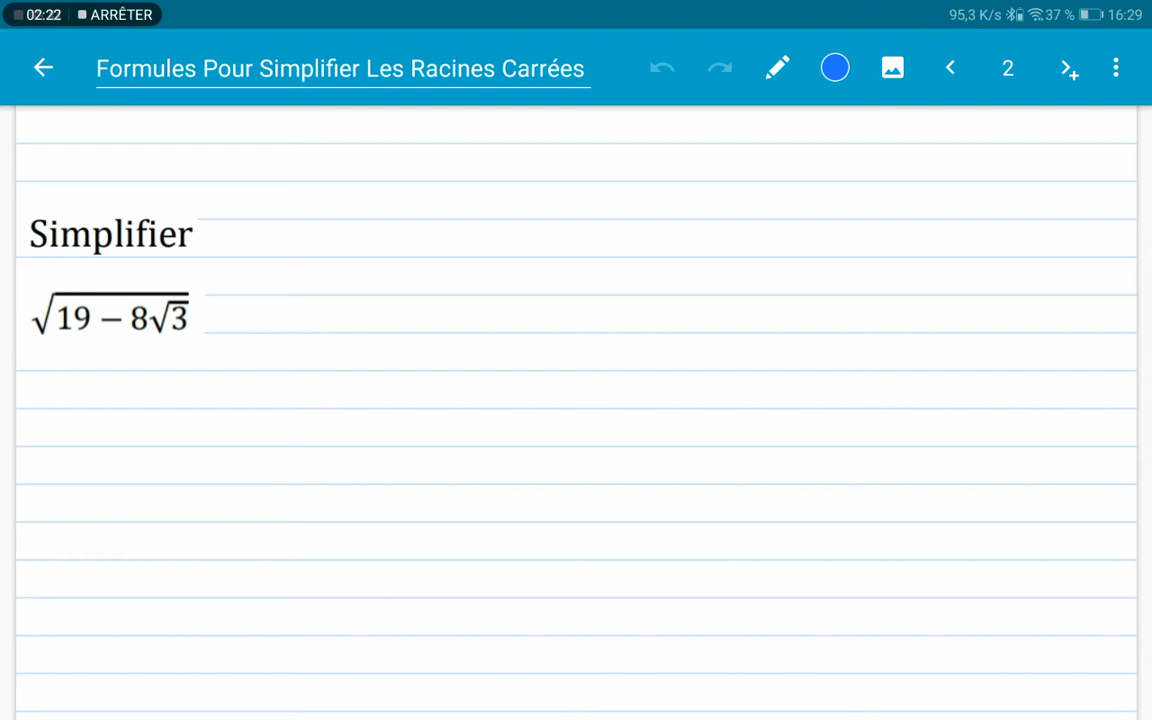 02:22 ARRÊTER 95,3 K/s 37 % 16:29
Formules Pour Simplifier Les Racines Carrées 2
Simplifier
√(19 − 8√3)